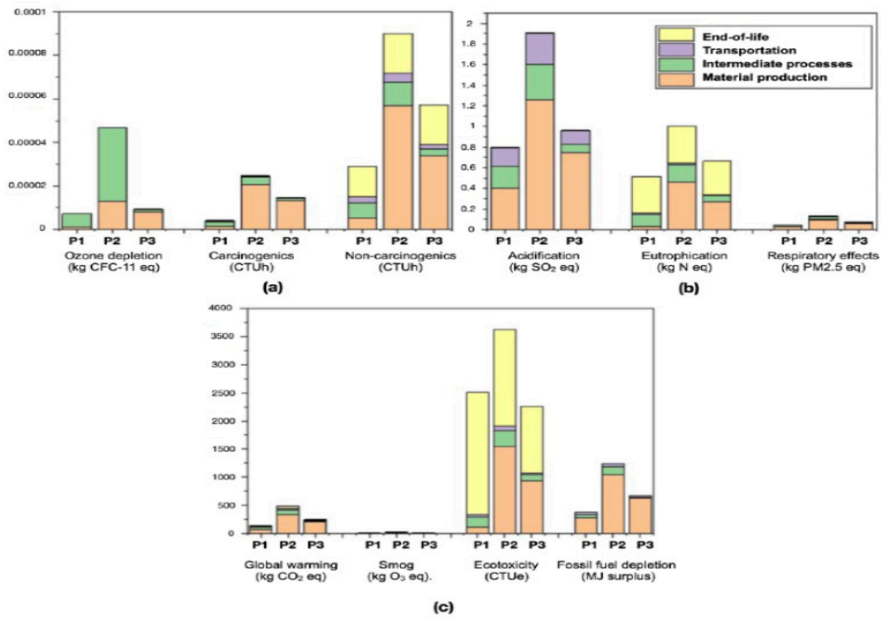 0.0001
0.00008
0.00006
0.00004
0.00002
0
P1 P2 P3 P1 P2 P3 P1 P2 P3
Ozone depletion Carcinogenics Non-carcinogenics
(kg CFC-11 eq) (CTUh) (CTUh)
(a)
2
1.8
1.6
1.4
1.2
1
0.8
0.6
0.4
0.2
0
End-of-life
Transportation
Intermediate processes
Material production
P1 P2 P3 P1 P2 P3 P1 P2 P3
Acidification Eutrophication Respiratory effects
(kg SO₂ eq) (kg N eq) (kg PM2.5 eq)
(b)
4000
3500
3000
2500
2000
1500
1000
500
0
P1 P2 P3 P1 P2 P3 P1 P2 P3 P1 P2 P3
Global warming Smog Ecotoxicity Fossil fuel depletion
(kg CO₂ eq) (kg O₃ eq). (CTUe) (MJ surplus)
(c)